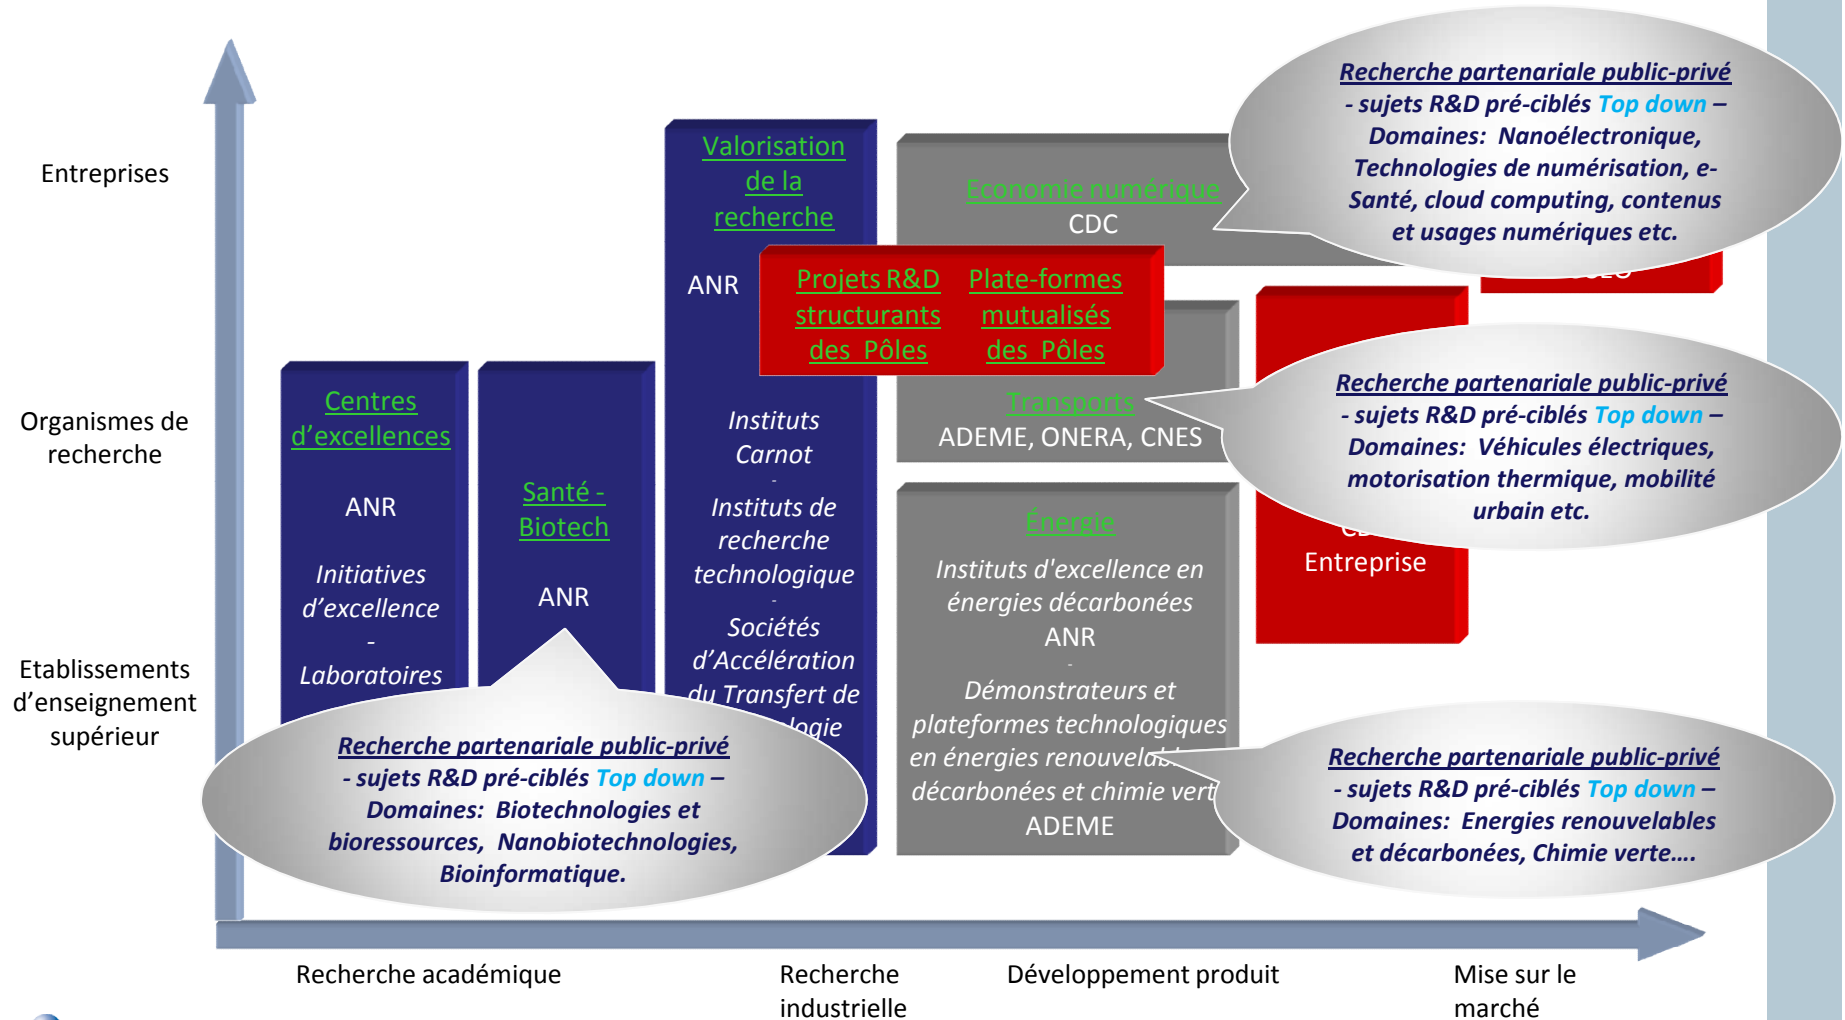 Entreprises
Organismes de
recherche
Etablissements
d'enseignement
supérieur
Centres
d'excellences
ANR
Initiatives
d'excellence
-
Laboratoires
Santé -
Biotech
ANR
Valorisation
de la
recherche
ANR
Instituts
Carnot
-
Instituts de
recherche
technologique
-
Sociétés
d'Accélération
du Transfert de
Projets R&D
structurants
des Pôles
Plate-formes
mutualisés
des Pôles
Economie numérique
CDC
Transports
ADEME, ONERA, CNES
Énergie
Instituts d'excellence en
énergies décarbonées
ANR
-
Démonstrateurs et
plateformes technologiques
en énergies
décarbonées et chimie
ADEME
Entreprise
Recherche partenariale public-privé
- sujets R&D pré-ciblés Top down –
Domaines: Nanoélectronique,
Technologies de numérisation, e-
Santé, cloud computing, contenus
et usages numériques etc.
Recherche partenariale public-privé
- sujets R&D pré-ciblés Top down –
Domaines: Véhicules électriques,
motorisation thermique, mobilité
urbain etc.
Recherche partenariale public-privé
- sujets R&D pré-ciblés Top down –
Domaines: Biotechnologies et
bioressources, Nanobiotechnologies,
Bioinformatique.
Recherche partenariale public-privé
- sujets R&D pré-ciblés Top down –
Domaines: Energies renouvelables
et décarbonées, Chimie verte....
Recherche académique
Recherche
industrielle
Développement produit
Mise sur le
marché